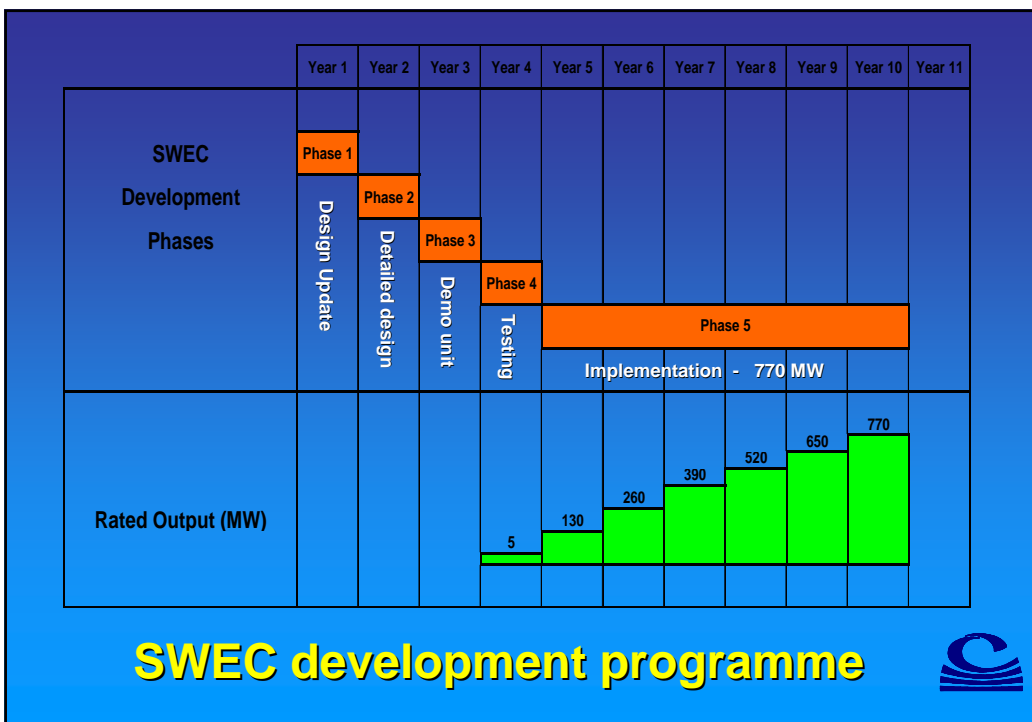 Year 1 Year 2 Year 3 Year 4 Year 5 Year 6 Year 7 Year 8 Year 9 Year 10 Year 11
SWEC
Development
Phases
Phase 1
Phase 2
Phase 3
Phase 4
Phase 5
Design Update
Detailed design
Demo unit
Testing
Implementation - 770 MW
Rated Output (MW)
5
130
260
390
520
650
770
SWEC development programme